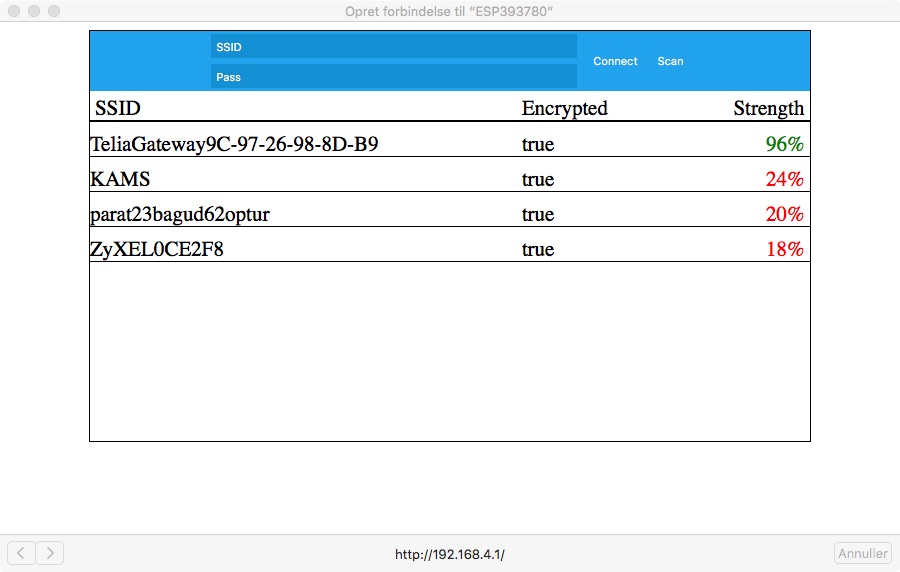 Opret forbindelse til “ESP393780”
SSID
Pass
Connect Scan
SSID Encrypted Strength
TeliaGateway9C-97-26-98-8D-B9 true 96%
KAMS true 24%
parat23bagud62optur true 20%
ZyXEL0CE2F8 true 18%
http://192.168.4.1/
Annuller